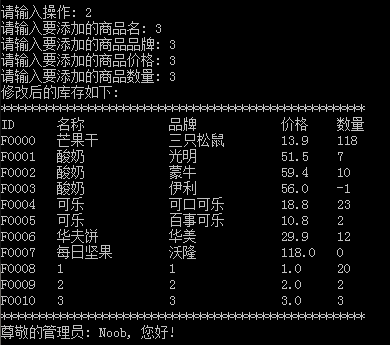 请输入操作: 2
请输入要添加的商品名: 3
请输入要添加的商品品牌: 3
请输入要添加的商品价格: 3
请输入要添加的商品数量: 3
修改后的库存如下:
****************************************************
ID 名称 品牌 价格 数量
F0000 芒果干 三只松鼠 13.9 118
F0001 酸奶 光明 51.5 7
F0002 酸奶 蒙牛 59.4 10
F0003 酸奶 伊利 56.0 -1
F0004 可乐 可口可乐 18.8 23
F0005 可乐 百事可乐 10.8 2
F0006 华夫饼 华美 29.9 12
F0007 每日坚果 沃隆 118.0 0
F0008 1 1 1.0 20
F0009 2 2 2.0 2
F0010 3 3 3.0 3
****************************************************
尊敬的管理员: Noob, 您好!